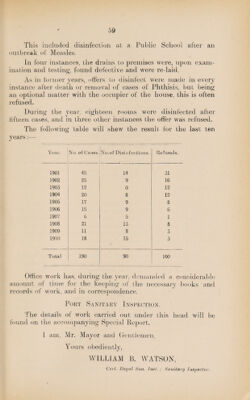 59
This included disinfection at a Public School after an
outbreak of Measles.
In four instances, the drains to premises were, upon exam-
ination and testing, found defective and were re-laid.
As in former years, offers to disinfect were made in every
instance after death or removal of cases of Phthisis, but being
an optional matter with the occupier of the house, this is often
refused.
During the year, eighteen rooms were disinfected after
fifteen cases, and in three other instances the offer was refused.
The following table will shew the result for the last ten
years:—
Year. No. of Cases. No. of Disinfections. Refusals.
1901 45 14 31
1902 25 9 16
1903 12 0 12
1904 20 8 12
1905 17 9 8
1906 15 9 6
1907 6 5 1
1908 21 13 8
1909 11 8 3
1910 18 15 3
Total 190 90 100
Office work has, during the year, demanded a considerable
amount of time for the keeping of the necessary books and
records of work, and in correspondence.
Port Sanitary Inspection.
The details of work carried out under this head will be
found on the accompanying Special Report.
I am, Mr. Mayor and Gentlemen,
Yours obediently,
WILLIAM B. WATSON,
Cert. Royal San. Inst., Sanitary Inspector.